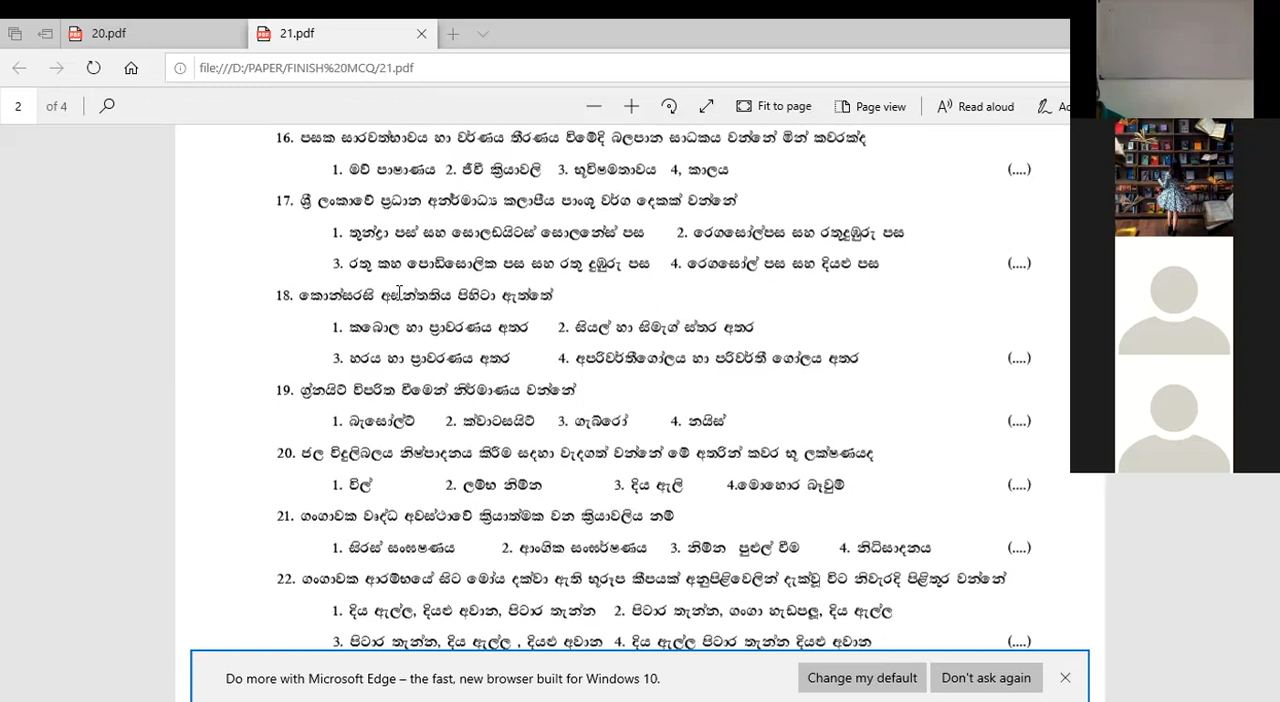 20.pdf
21.pdf
file:///D:/PAPER/FINISH%20MCQ/21.pdf
2 of 4
Fit to page
Page view
Read aloud
16. පසක සාරවත්භාවය හා වර්ණය තීරණය වීමේදි බලපාන සාධකය වන්නේ මින් කවරක්ද
1. මව් පාෂාණය 2. ජීවී ක්‍රියාවලි 3. භූවිෂමතාවය 4, කාලය (....)
17. ශ්‍රී ලංකාවේ ප්‍රධාන අන්ර්මාධ්‍ය කලාපීය පාංශු වර්ග දෙකක් වන්නේ
1. තුන්ද්‍රා පස් සහ සොලඩයිටස් සොලනේස් පස 2. රෙගසෝල්පස සහ රතුදුඹුරු පස
3. රතු කහ පොඩ්සොලික පස සහ රතු දුඹුරු පස 4. රෙගසෝල් පස සහ දියළු පස (....)
18. කොන්සරසි අසන්තතිය පිහිටා ඇත්තේ
1. කබොල හා ප්‍රාවරණය අතර 2. සියල් හා සිමැග් ස්තර අතර
3. හරය හා ප්‍රාවරණය අතර 4. අපරිවර්තීගෝලය හා පරිවර්තී ගෝලය අතර (....)
19. ග්‍රනයිට් විපරිත වීමෙන් නිර්මාණය වන්නේ
1. බැසෝල්ට් 2. ක්වාටසයිට් 3. ගැබ්රෝ 4. නයිස් (....)
20. ජල විදුලිබලය නිෂ්පාදනය කිරීම සදහා වැදගත් වන්නේ මේ අතරින් කවර භූ ලක්ෂණයද
1. විල් 2. ලම්භ නිම්න 3. දිය ඇලි 4.මොහොර බෑවුම් (....)
21. ගංගාවක වෘද්ධ අවස්ථාවේ ක්‍රියාත්මක වන ක්‍රියාවලිය නම්
1. සිරස් සංඝෂණය 2. ආංගික සංඝර්ෂණය 3. නිම්න පුළුල් වීම 4. නිධිසාදනය (....)
22. ගංගාවක ආරම්භයේ සිට මෝය දක්වා ඇති භූරූප කීපයක් අනුපිළිවෙලින් දැක්වූ විට නිවැරදි පිළිතුර වන්නේ
1. දිය ඇල්ල, දියළු අවාන, පිටාර තැන්න 2. පිටාර තැන්න, ගංගා හැඩපලූ, දිය ඇල්ල
3. පිටාර තැන්න, දිය ඇල්ල , දියළු අවාන 4. දිය ඇල්ල පිටාර තැන්න දියළු අවාන (....)
Do more with Microsoft Edge – the fast, new browser built for Windows 10.
Change my default
Don't ask again